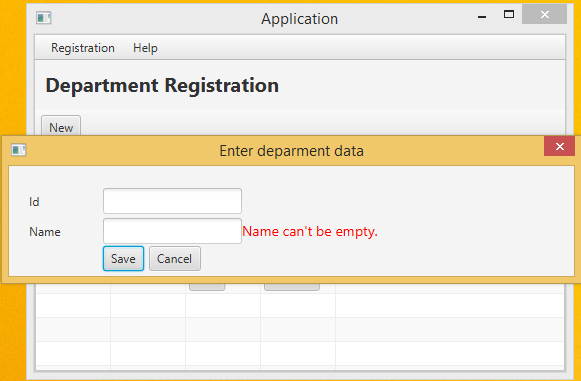 Application
Registration Help
Department Registration
New
Enter deparment data
Id
Name Name can't be empty.
Save Cancel